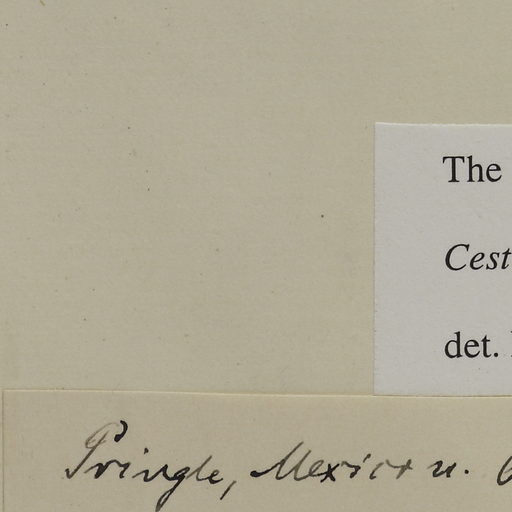 The
Cest
det.
Pringle, Mexico n.